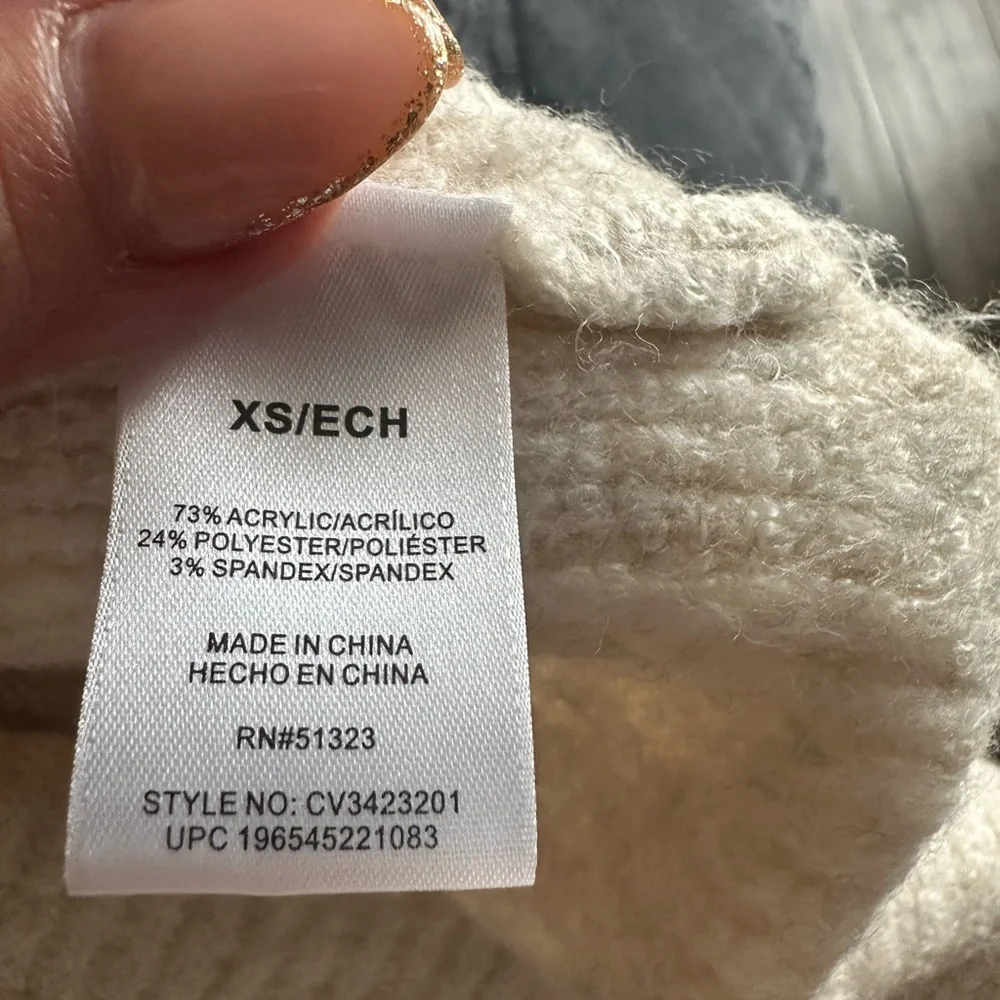 XS/ECH
73% ACRYLIC/ACRÍLICO
24% POLYESTER/POLIÉSTER
3% SPANDEX/SPANDEX
MADE IN CHINA
HECHO EN CHINA
RN#51323
STYLE NO: CV3423201
UPC 196545221083